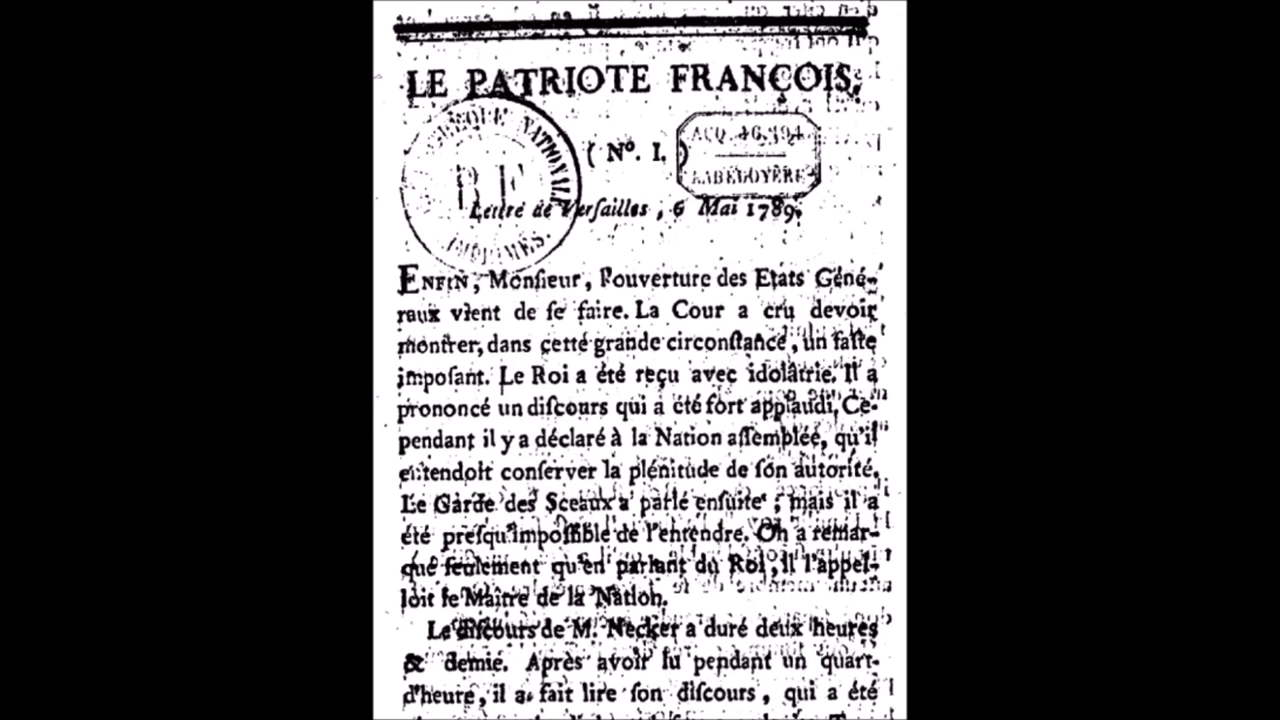 LE PATRIOTE FRANÇOIS.
BIBLIOTHÈQUE NATIONALE
( Nº. I. )
ACQ. 46.194
LABÉDOYÈRE
R F
Lettre de Verſailles, 6 Mai 1789.
IMPRIMÉS.
ENFIN, Monſieur, l'ouverture des Etats Géné-
raux vient de ſe faire. La Cour a cru devoir
montrer, dans cette grande circonſtance, un faſte
impoſant. Le Roi a été reçu avec idolâtrie. Il a
prononcé un diſcours qui a été fort applaudi. Ce-
pendant il y a déclaré à la Nation aſſemblée, qu'il
entendoit conſerver la plénitude de ſon autorité.
Le Garde des Sceaux a parlé enſuite ; mais il a
été preſqu'impoſſible de l'entendre. On a remar-
qué ſeulement qu'en parlant du Roi, il l'appel-
loit le Maître de la Nation.
Le diſcours de M. Necker a duré deux heures
& demie. Après avoir lu pendant un quart-
d'heure, il a fait lire ſon diſcours, qui a été